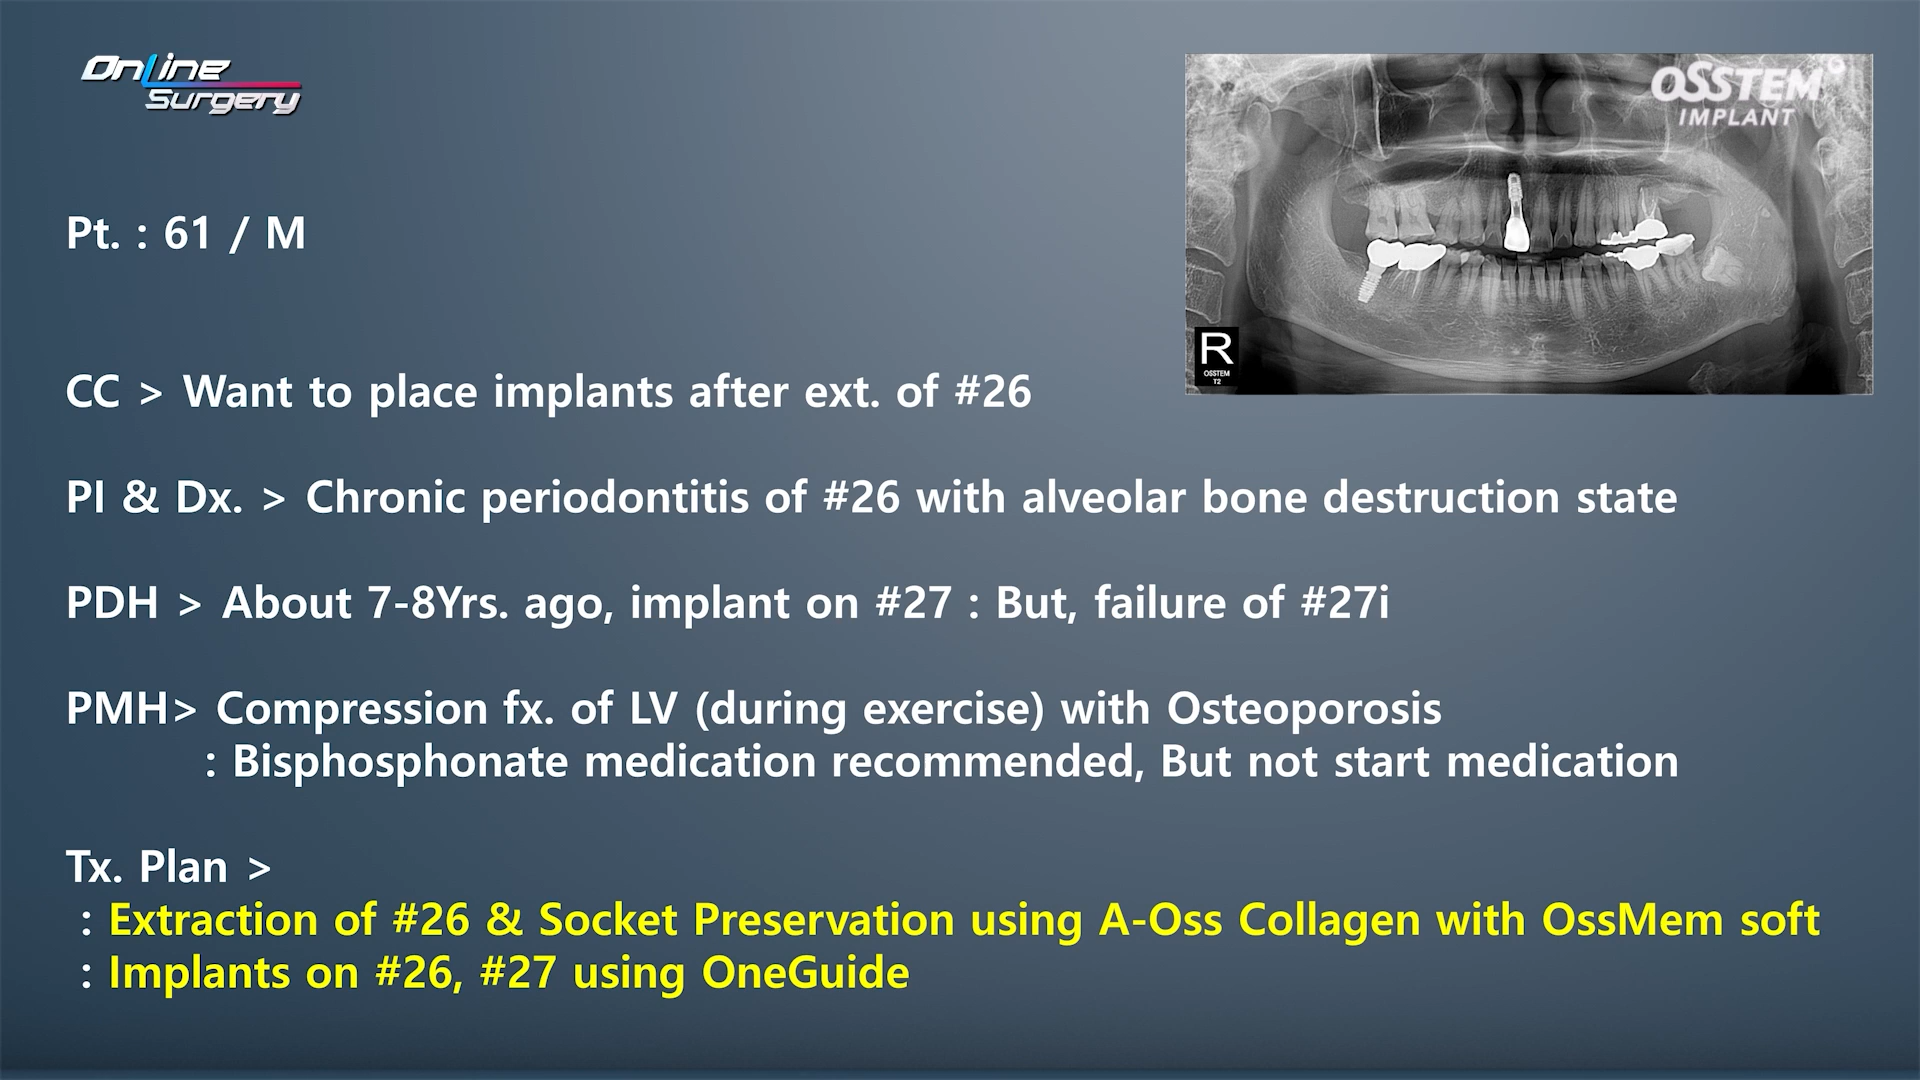 OnLine
Surgery
OSSTEM
IMPLANT
R
OSSTEM
T2
Pt. : 61 / M
CC > Want to place implants after ext. of #26
PI & Dx. > Chronic periodontitis of #26 with alveolar bone destruction state
PDH > About 7-8Yrs. ago, implant on #27 : But, failure of #27i
PMH> Compression fx. of LV (during exercise) with Osteoporosis
: Bisphosphonate medication recommended, But not start medication
Tx. Plan >
: Extraction of #26 & Socket Preservation using A-Oss Collagen with OssMem soft
: Implants on #26, #27 using OneGuide